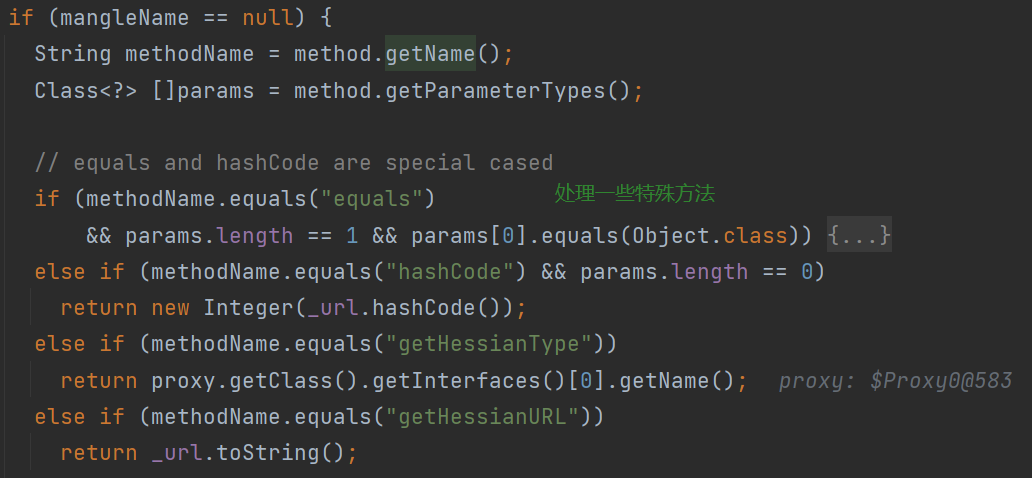 if (mangleName == null) {
  String methodName = method.getName();
  Class<?> []params = method.getParameterTypes();

  // equals and hashCode are special cased
  if (methodName.equals("equals") 处理一些特殊方法
      && params.length == 1 && params[0].equals(Object.class)) {...}
  else if (methodName.equals("hashCode") && params.length == 0)
    return new Integer(_url.hashCode());
  else if (methodName.equals("getHessianType"))
    return proxy.getClass().getInterfaces()[0].getName(); proxy: $Proxy0@583
  else if (methodName.equals("getHessianURL"))
    return _url.toString();